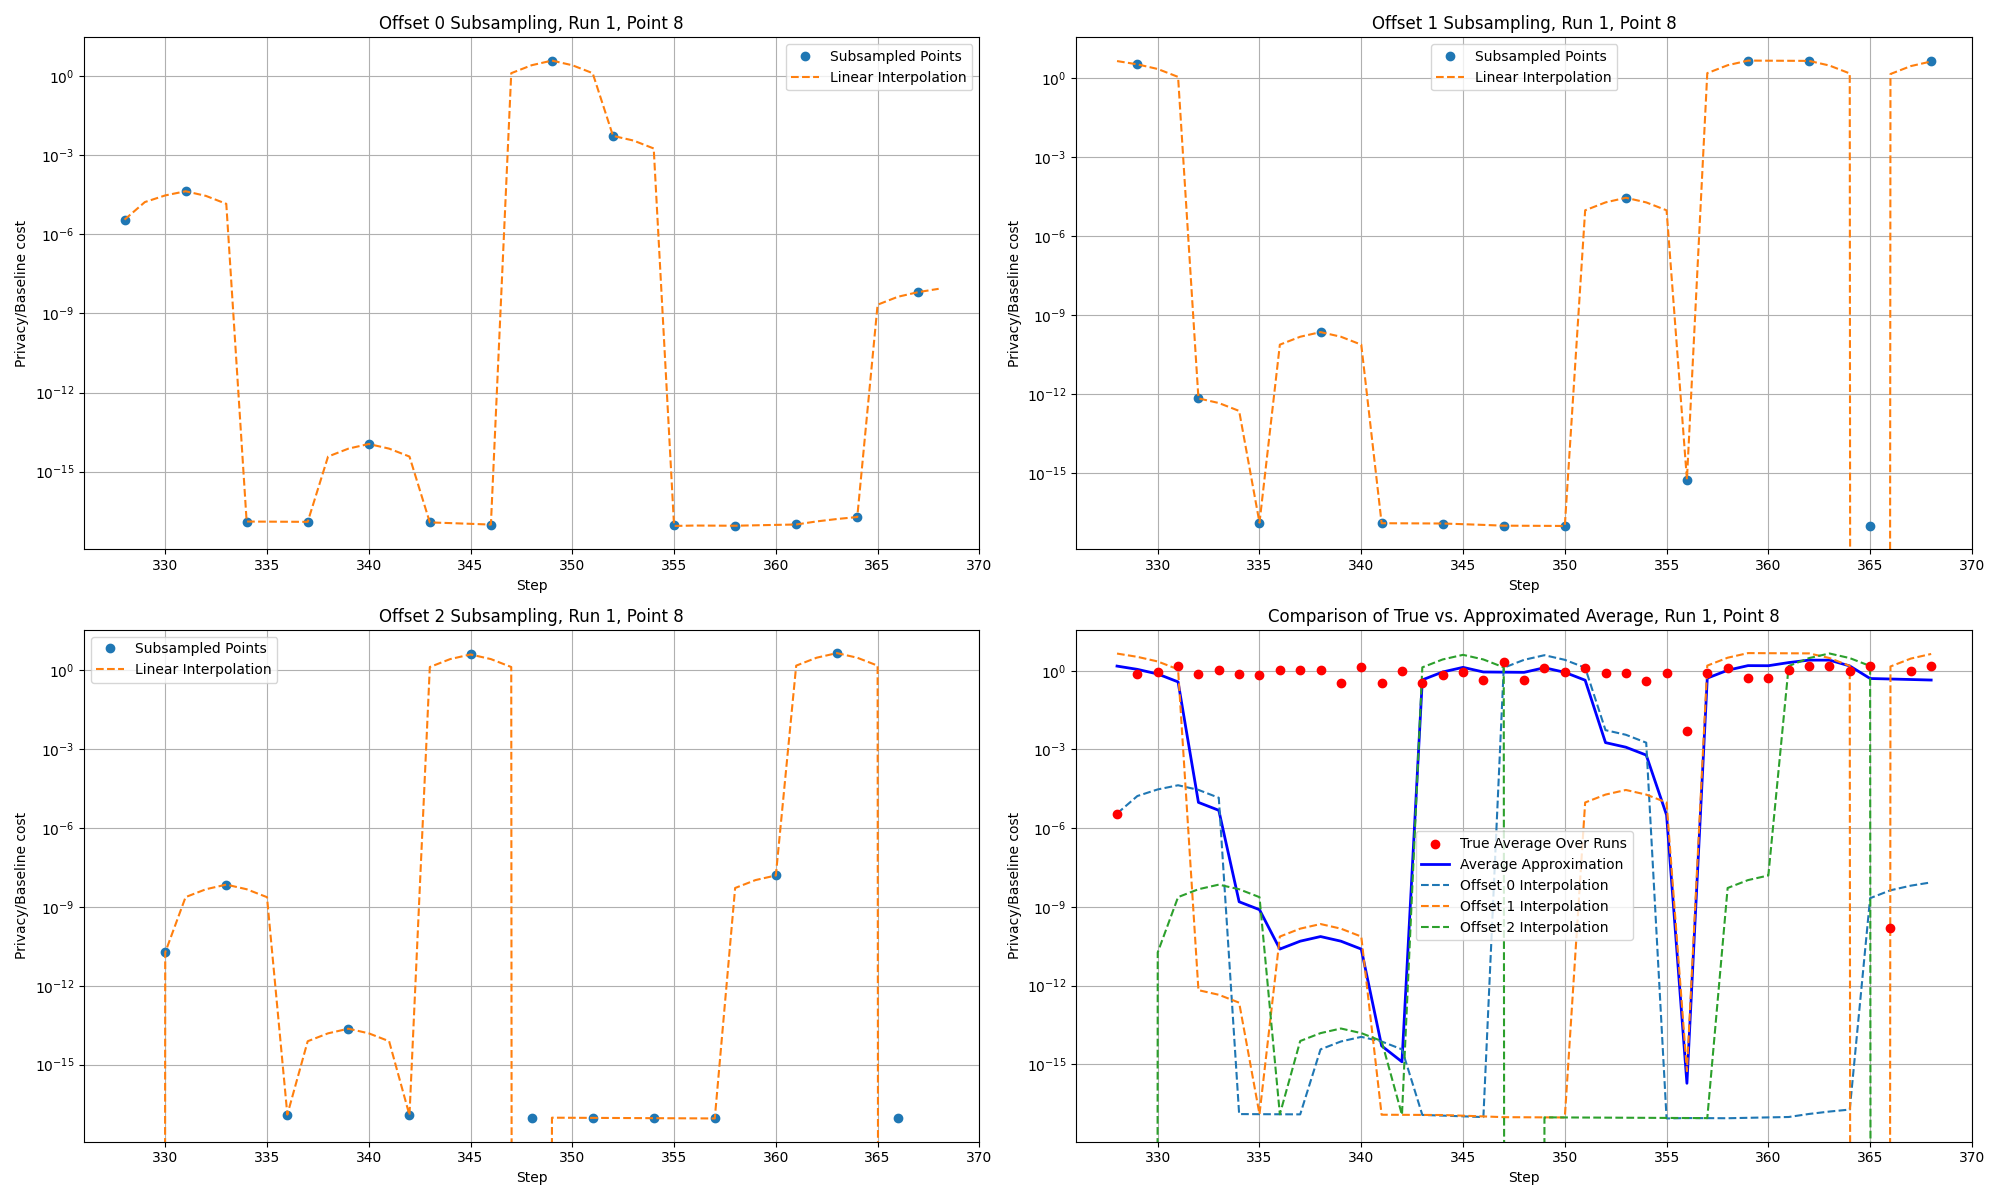 Offset 0 Subsampling, Run 1, Point 8
Subsampled Points
Linear Interpolation
Privacy/Baseline cost
10^0
10^-3
10^-6
10^-9
10^-12
10^-15
330 335 340 345 350 355 360 365 370
Step
Offset 1 Subsampling, Run 1, Point 8
Subsampled Points
Linear Interpolation
Privacy/Baseline cost
10^0
10^-3
10^-6
10^-9
10^-12
10^-15
330 335 340 345 350 355 360 365 370
Step
Offset 2 Subsampling, Run 1, Point 8
Subsampled Points
Linear Interpolation
Privacy/Baseline cost
10^0
10^-3
10^-6
10^-9
10^-12
10^-15
330 335 340 345 350 355 360 365 370
Step
Comparison of True vs. Approximated Average, Run 1, Point 8
Privacy/Baseline cost
10^0
10^-3
10^-6
10^-9
10^-12
10^-15
True Average Over Runs
Average Approximation
Offset 0 Interpolation
Offset 1 Interpolation
Offset 2 Interpolation
330 335 340 345 350 355 360 365 370
Step